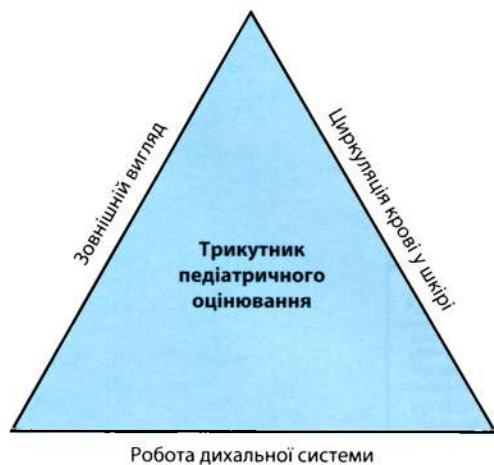 Зовнішній вигляд
Циркуляція крові у шкірі
Трикутник
педіатричного
оцінювання
Робота дихальної системи